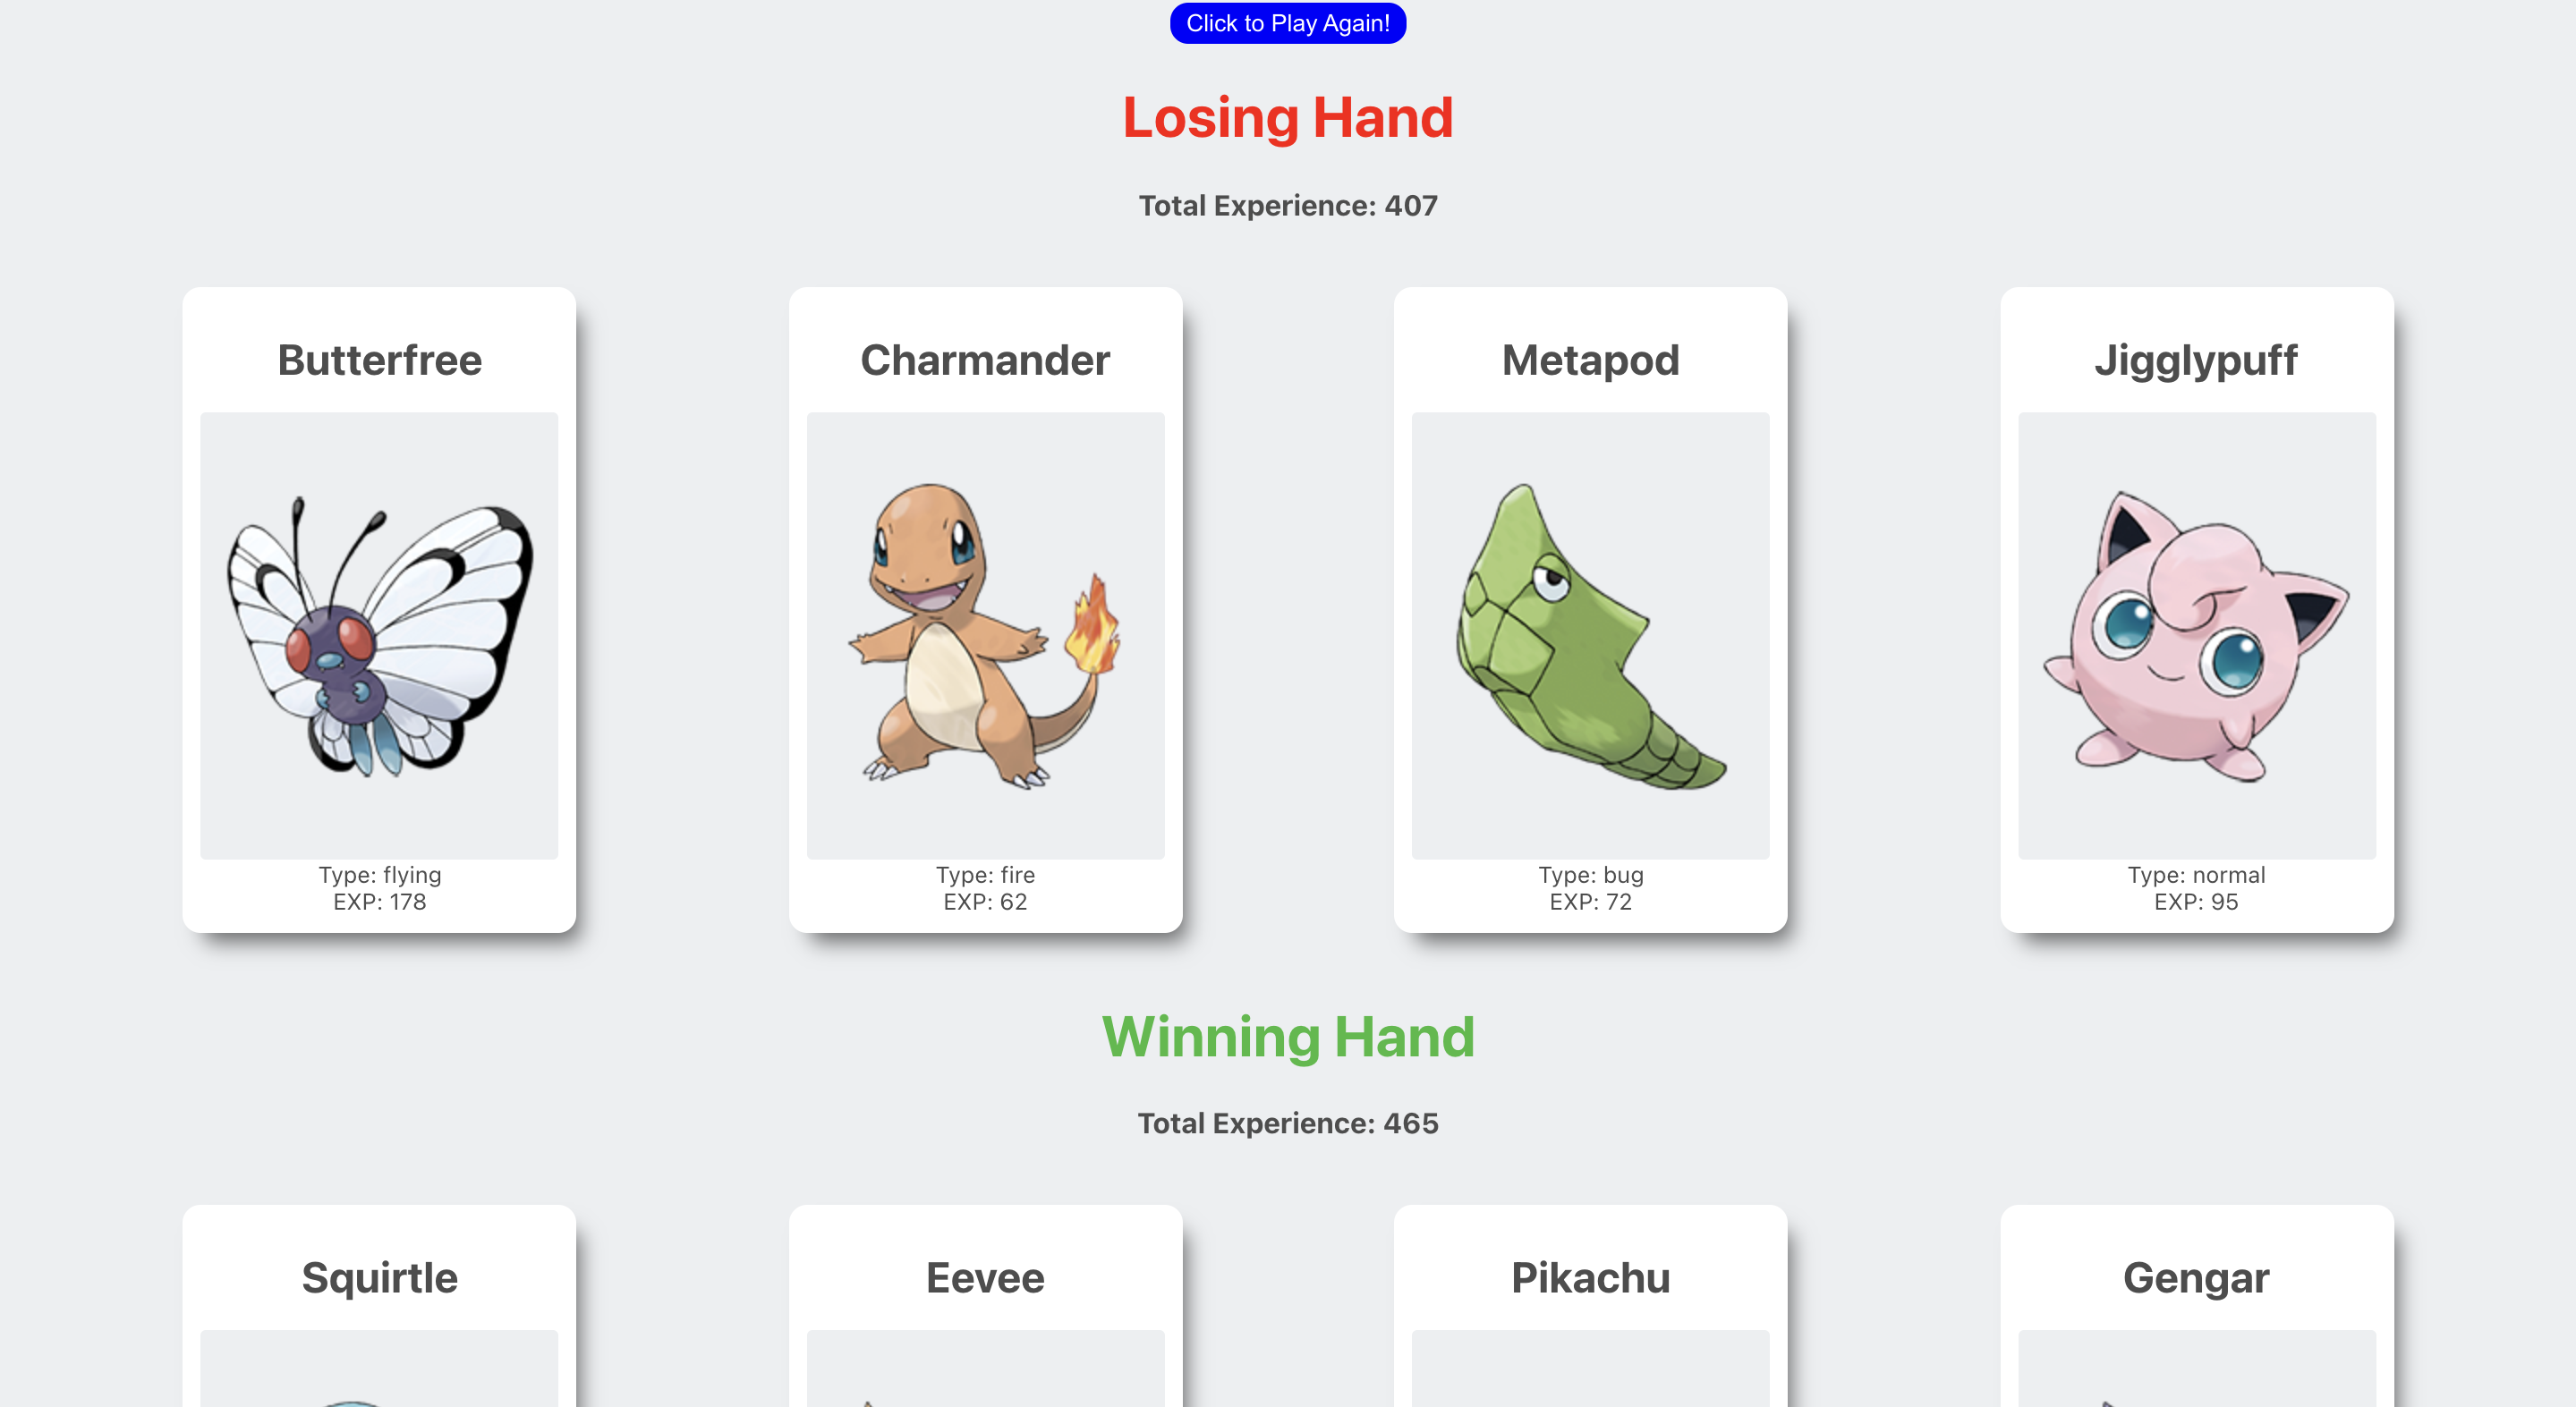 Click to Play Again!
Losing Hand
Total Experience: 407
Butterfree
Type: flying
EXP: 178
Charmander
Type: fire
EXP: 62
Metapod
Type: bug
EXP: 72
Jigglypuff
Type: normal
EXP: 95
Winning Hand
Total Experience: 465
Squirtle
Eevee
Pikachu
Gengar